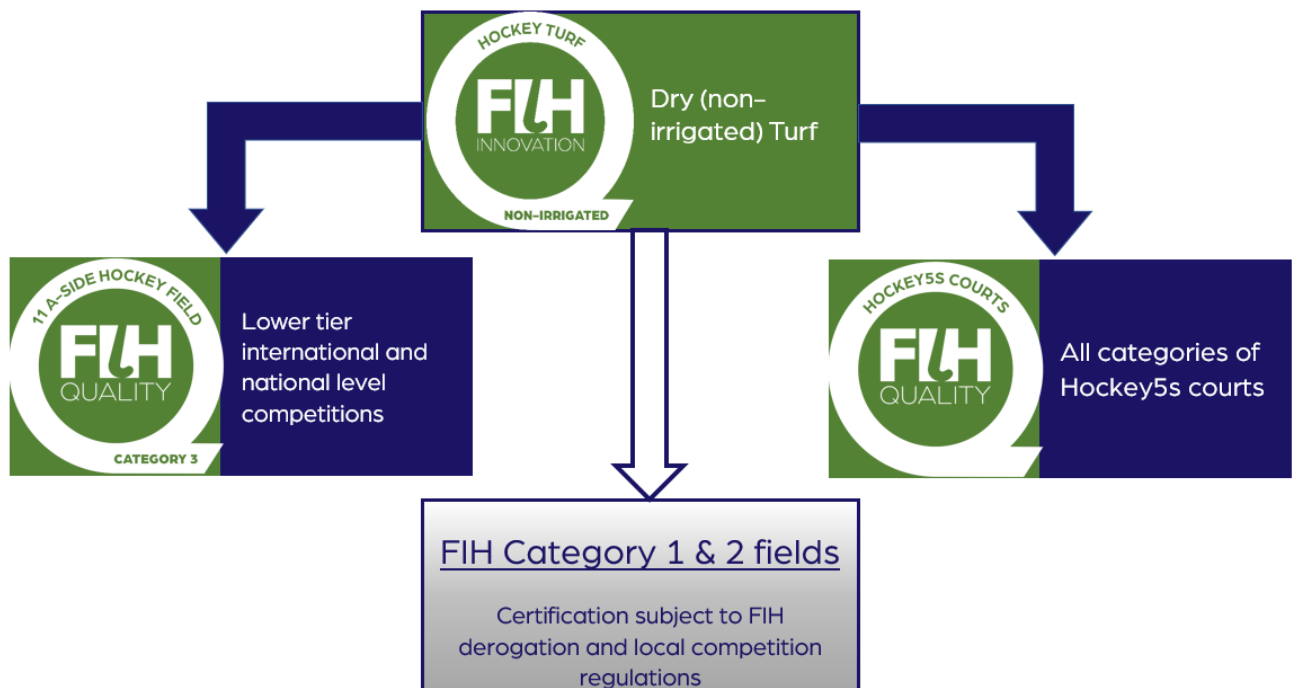 HOCKEY TURF
FIH
INNOVATION
NON-IRRIGATED
Dry (non-
irrigated) Turf
11 A-SIDE HOCKEY FIELD
FIH
QUALITY
CATEGORY 3
Lower tier
international and
national level
competitions
HOCKEY5S COURTS
FIH
QUALITY
All categories of
Hockey5s courts
FIH Category 1 & 2 fields
Certification subject to FIH
derogation and local competition
regulations